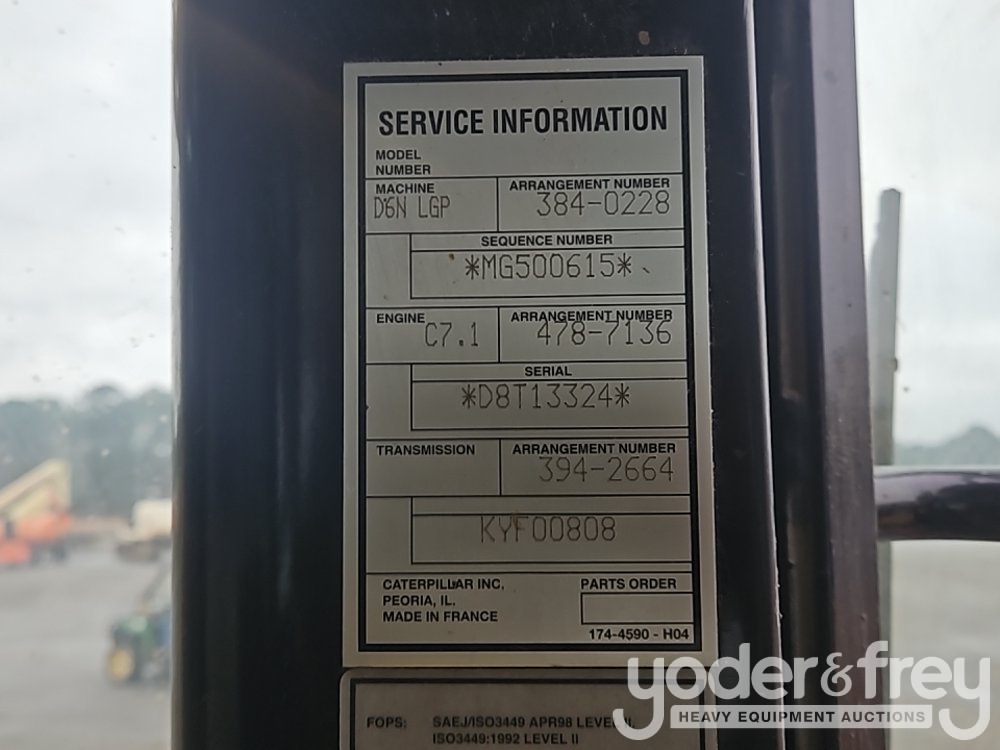 SERVICE INFORMATION
MODEL
NUMBER
MACHINE
D6N LGP
ARRANGEMENT NUMBER
384-0228
SEQUENCE NUMBER
*MG500615*
ENGINE
C7.1
ARRANGEMENT NUMBER
478-7136
SERIAL
*D8T13324*
TRANSMISSION
ARRANGEMENT NUMBER
394-2664
KYF00808
CATERPILLAR INC.
PEORIA, IL.
MADE IN FRANCE
PARTS ORDER
174-4590 - H04
FOPS: SAEJ/ISO3449 APR98 LEVEL II.
ISO3449:1992 LEVEL II
yoder&frey
HEAVY EQUIPMENT AUCTIONS